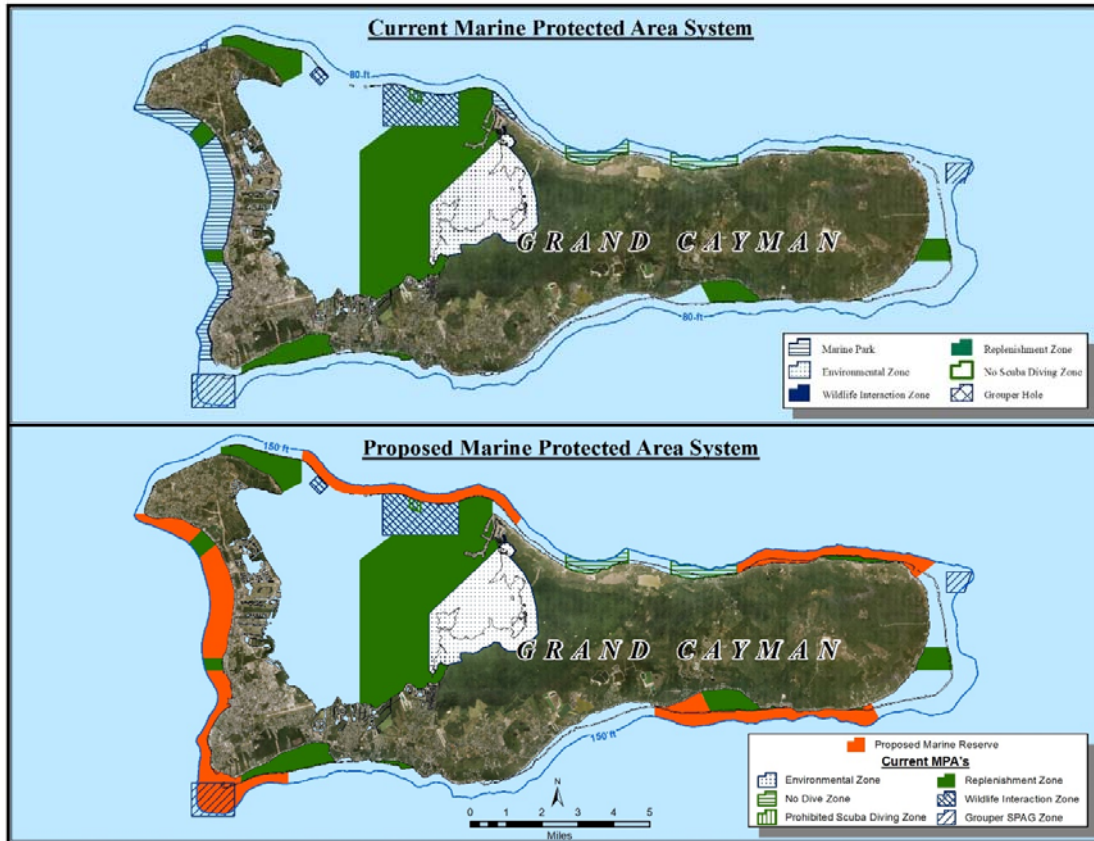 Current Marine Protected Area System
80-ft
GRAND CAYMAN
80-ft
Marine Park
Replenishment Zone
Environmental Zone
No Scuba Diving Zone
Wildlife Interaction Zone
Grouper Hole
Proposed Marine Protected Area System
150' ft
GRAND CAYMAN
150' ft
Proposed Marine Reserve
Current MPA's
Environmental Zone
Replenishment Zone
No Dive Zone
Wildlife Interaction Zone
Prohibited Scuba Diving Zone
Grouper SPAG Zone
N
0 1 2 3 4 5
Miles